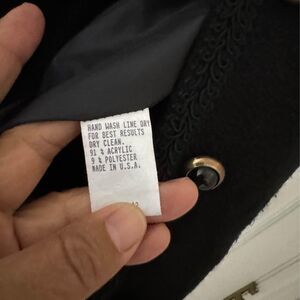 HAND WASH LINE DRY
FOR BEST RESULTS
DRY CLEAN.
91 % ACRYLIC
9 % POLYESTER
MADE IN U.S.A.